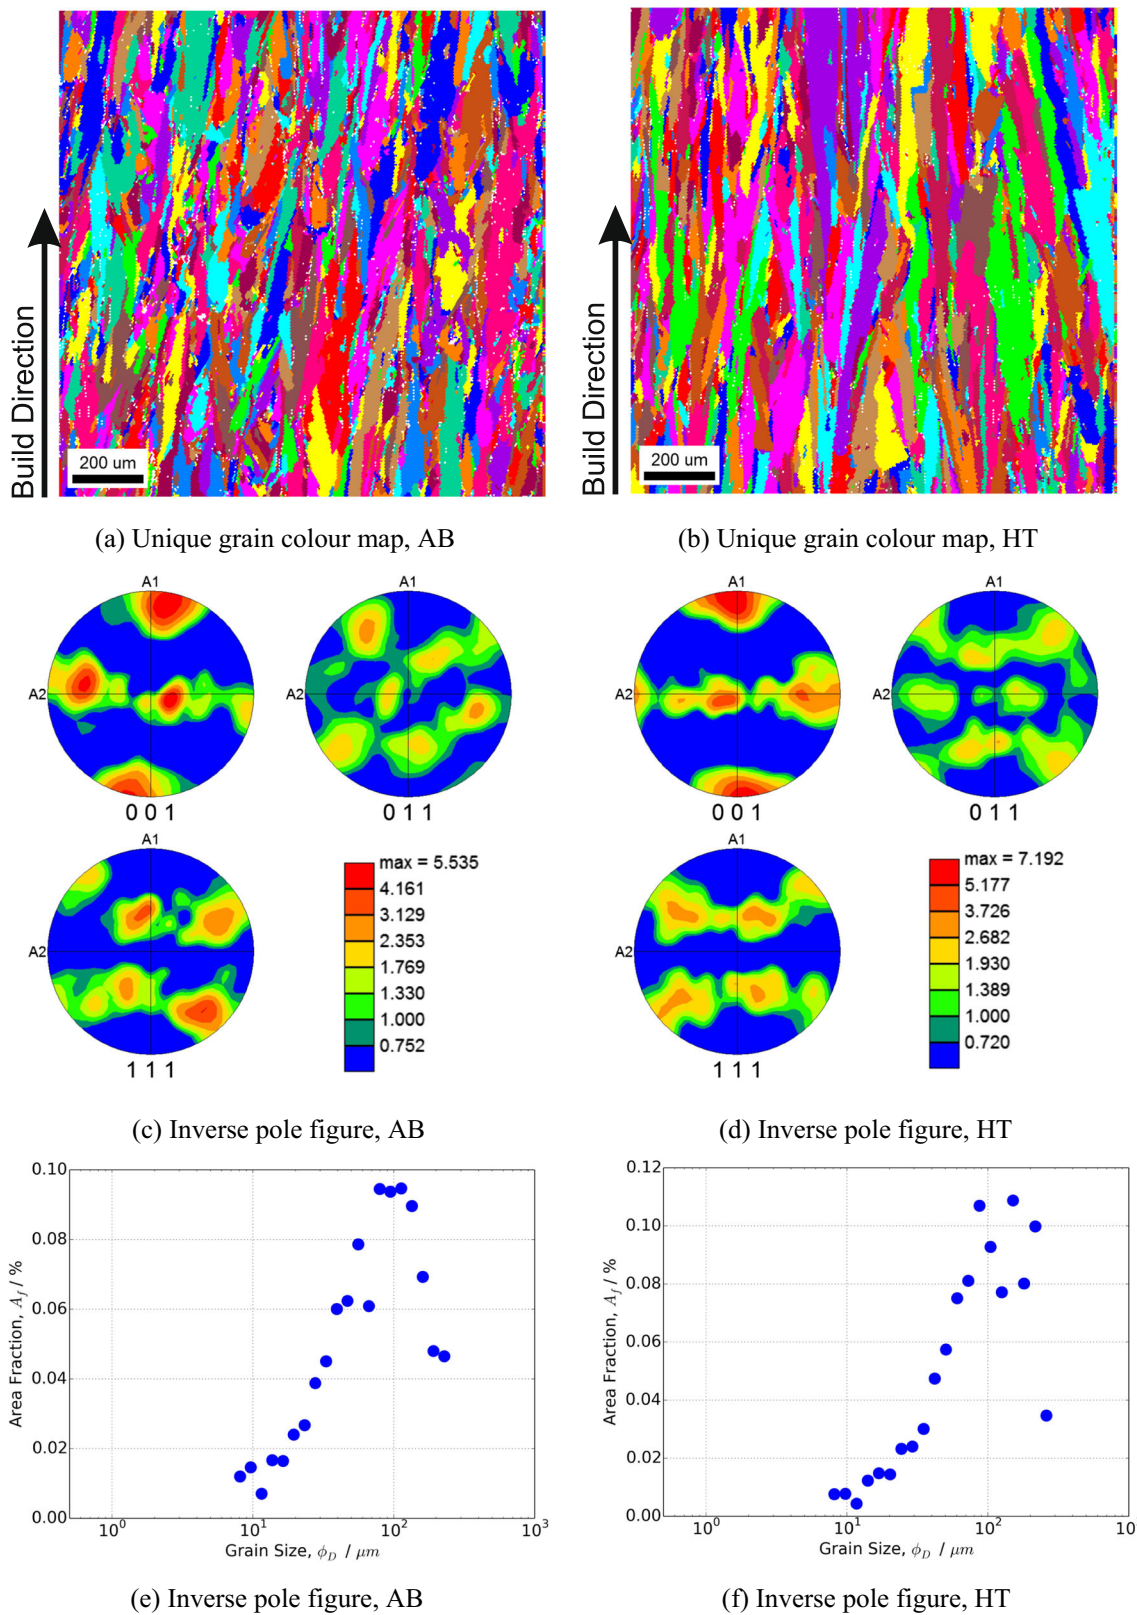 Build Direction
200 um
Build Direction
200 um
(a) Unique grain colour map, AB
(b) Unique grain colour map, HT
A1
A2
0 0 1
A1
A2
0 1 1
A1
A2
1 1 1
max = 5.535
4.161
3.129
2.353
1.769
1.330
1.000
0.752
A1
A2
0 0 1
A1
A2
0 1 1
A1
A2
1 1 1
max = 7.192
5.177
3.726
2.682
1.930
1.389
1.000
0.720
(c) Inverse pole figure, AB
(d) Inverse pole figure, HT
0.10
0.08
0.06
0.04
0.02
0.00
Area Fraction, A_f / %
10^0
10^1
10^2
10^3
Grain Size, ϕ_D / μm
0.12
0.10
0.08
0.06
0.04
0.02
0.00
Area Fraction, A_f / %
10^0
10^1
10^2
10
Grain Size, ϕ_D / μm
(e) Inverse pole figure, AB
(f) Inverse pole figure, HT